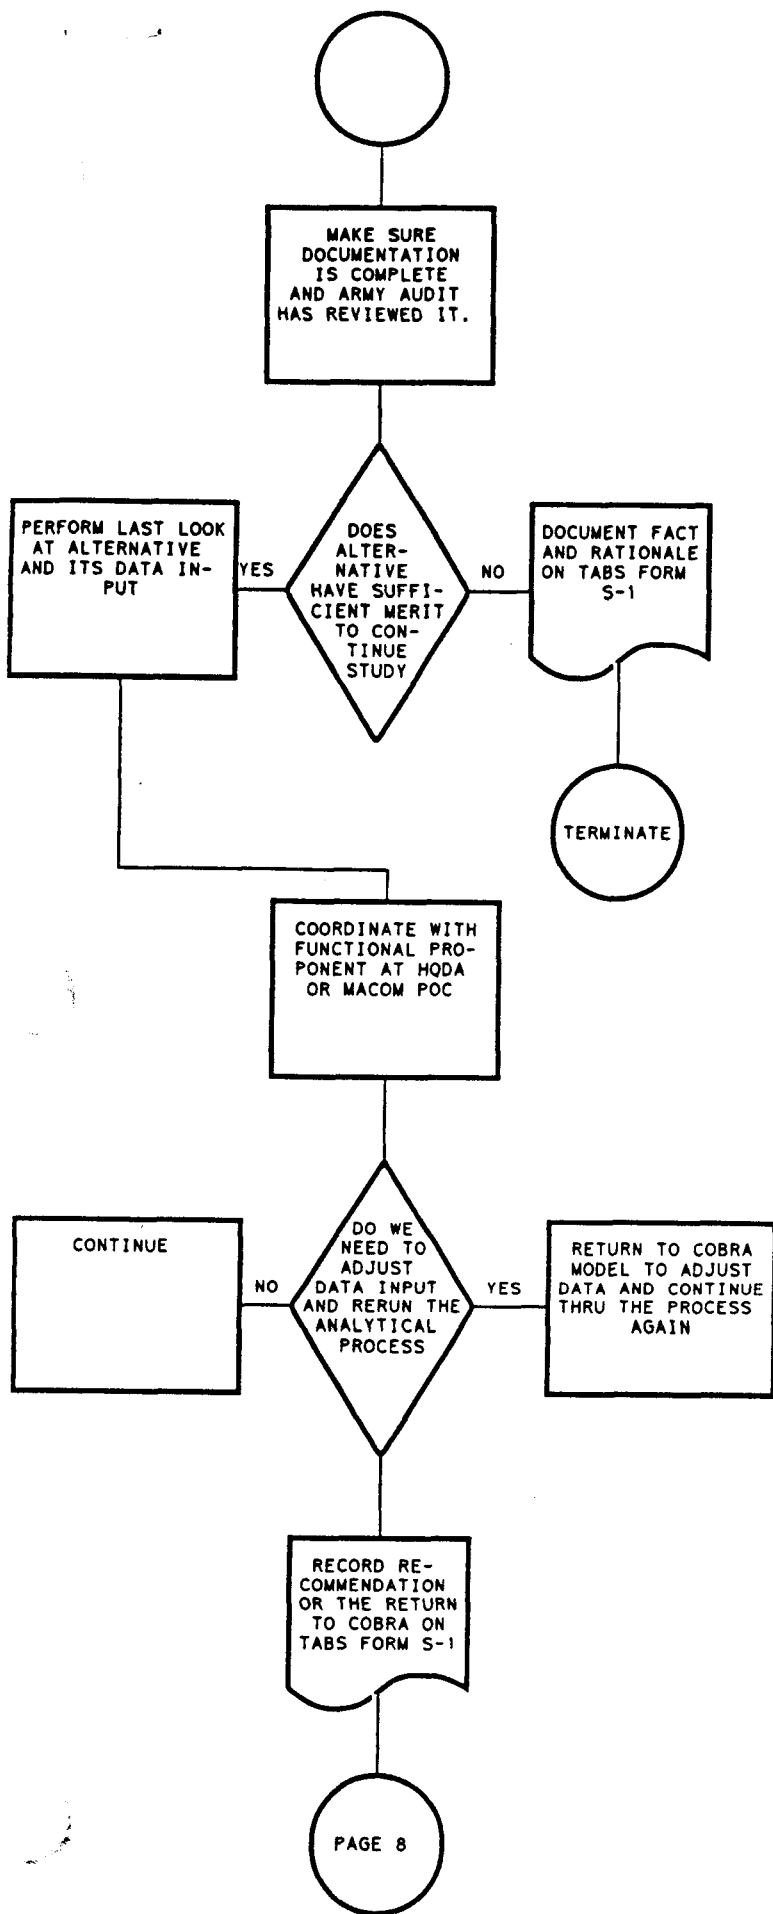 MAKE SURE
DOCUMENTATION
IS COMPLETE
AND ARMY AUDIT
HAS REVIEWED IT.
PERFORM LAST LOOK
AT ALTERNATIVE
AND ITS DATA IN-
PUT
YES
DOES
ALTER-
NATIVE
HAVE SUFFI-
CIENT MERIT
TO CON-
TINUE
STUDY
NO
DOCUMENT FACT
AND RATIONALE
ON TABS FORM
S-1
TERMINATE
COORDINATE WITH
FUNCTIONAL PRO-
PONENT AT HQDA
OR MACOM POC
CONTINUE
NO
DO WE
NEED TO
ADJUST
DATA INPUT
AND RERUN THE
ANALYTICAL
PROCESS
YES
RETURN TO COBRA
MODEL TO ADJUST
DATA AND CONTINUE
THRU THE PROCESS
AGAIN
RECORD RE-
COMMENDATION
OR THE RETURN
TO COBRA ON
TABS FORM S-1
PAGE 8